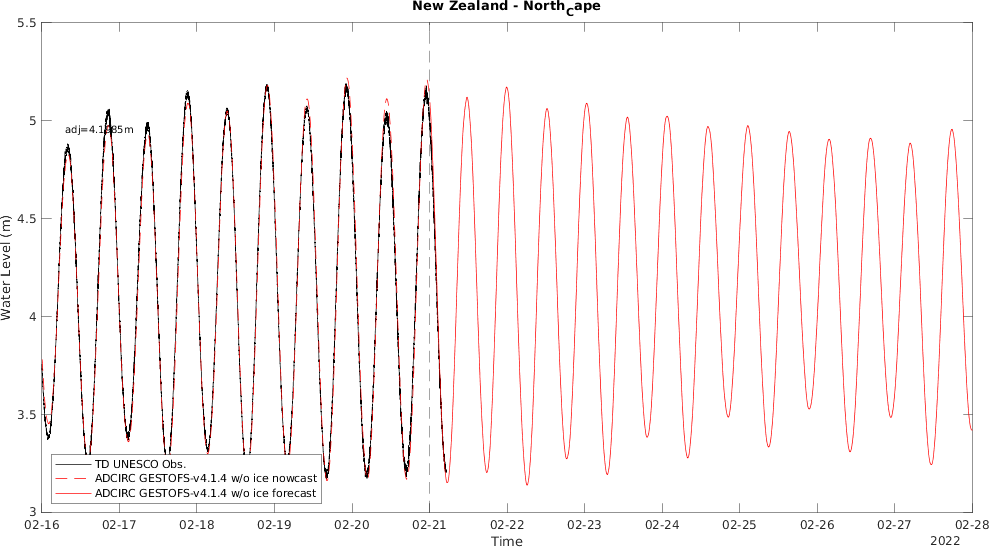 New Zealand - North_Cape
5.5
5
4.5
4
3.5
3
Water Level (m)
adj=4.1985m
TD UNESCO Obs.
ADCIRC GESTOFS-v4.1.4 w/o ice nowcast
ADCIRC GESTOFS-v4.1.4 w/o ice forecast
02-16 02-17 02-18 02-19 02-20 02-21 02-22 02-23 02-24 02-25 02-26 02-27 02-28
Time
2022